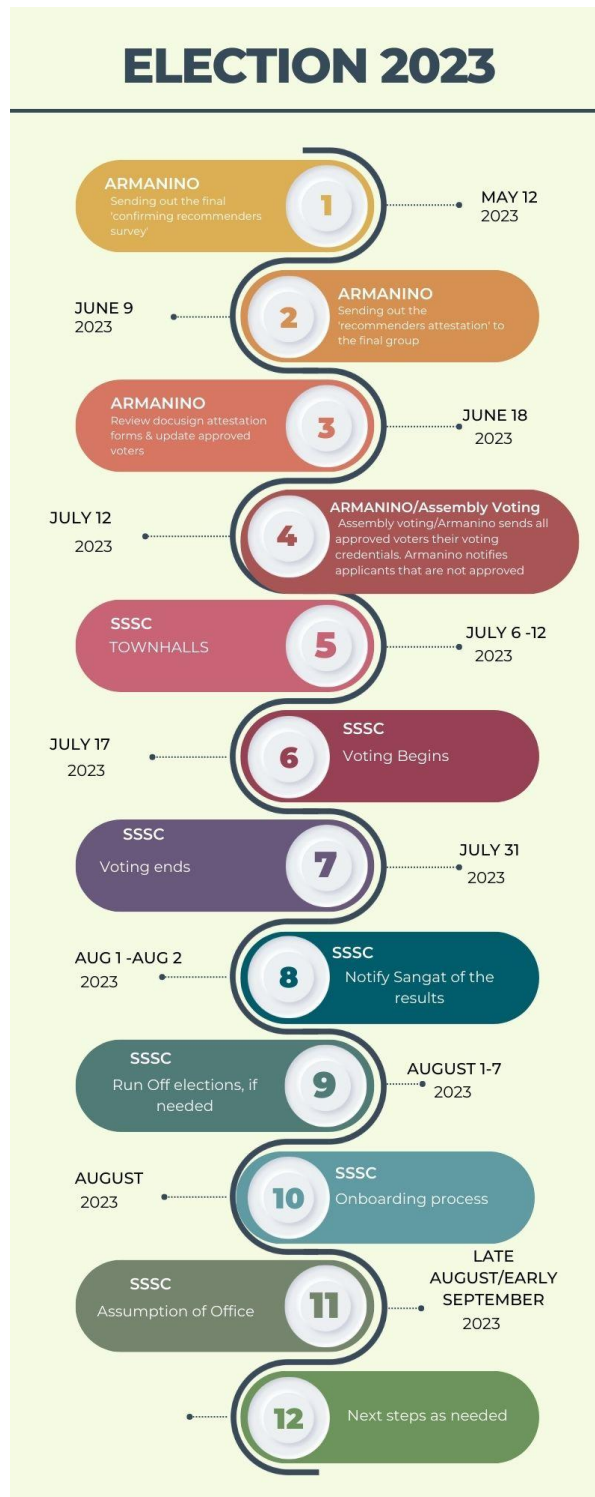 ELECTION 2023
ARMANINO
Sending out the final
'confirming recommenders
survey'
1
MAY 12
2023
JUNE 9
2023
2
ARMANINO
Sending out the
'recommenders attestation' to
the final group
ARMANINO
Review docusign attestation
forms & update approved
voters
3
JUNE 18
2023
JULY 12
2023
4
ARMANINO/Assembly Voting
Assembly voting/Armanino sends all
approved voters their voting
credentials. Armanino notifies
applicants that are not approved
SSSC
TOWNHALLS
5
JULY 6 -12
2023
JULY 17
2023
6
SSSC
Voting Begins
SSSC
Voting ends
7
JULY 31
2023
AUG 1 -AUG 2
2023
8
SSSC
Notify Sangat of the
results
SSSC
Run Off elections, if
needed
9
AUGUST 1-7
2023
AUGUST
2023
10
SSSC
Onboarding process
SSSC
Assumption of Office
11
LATE
AUGUST/EARLY
SEPTEMBER
2023
12
Next steps as needed